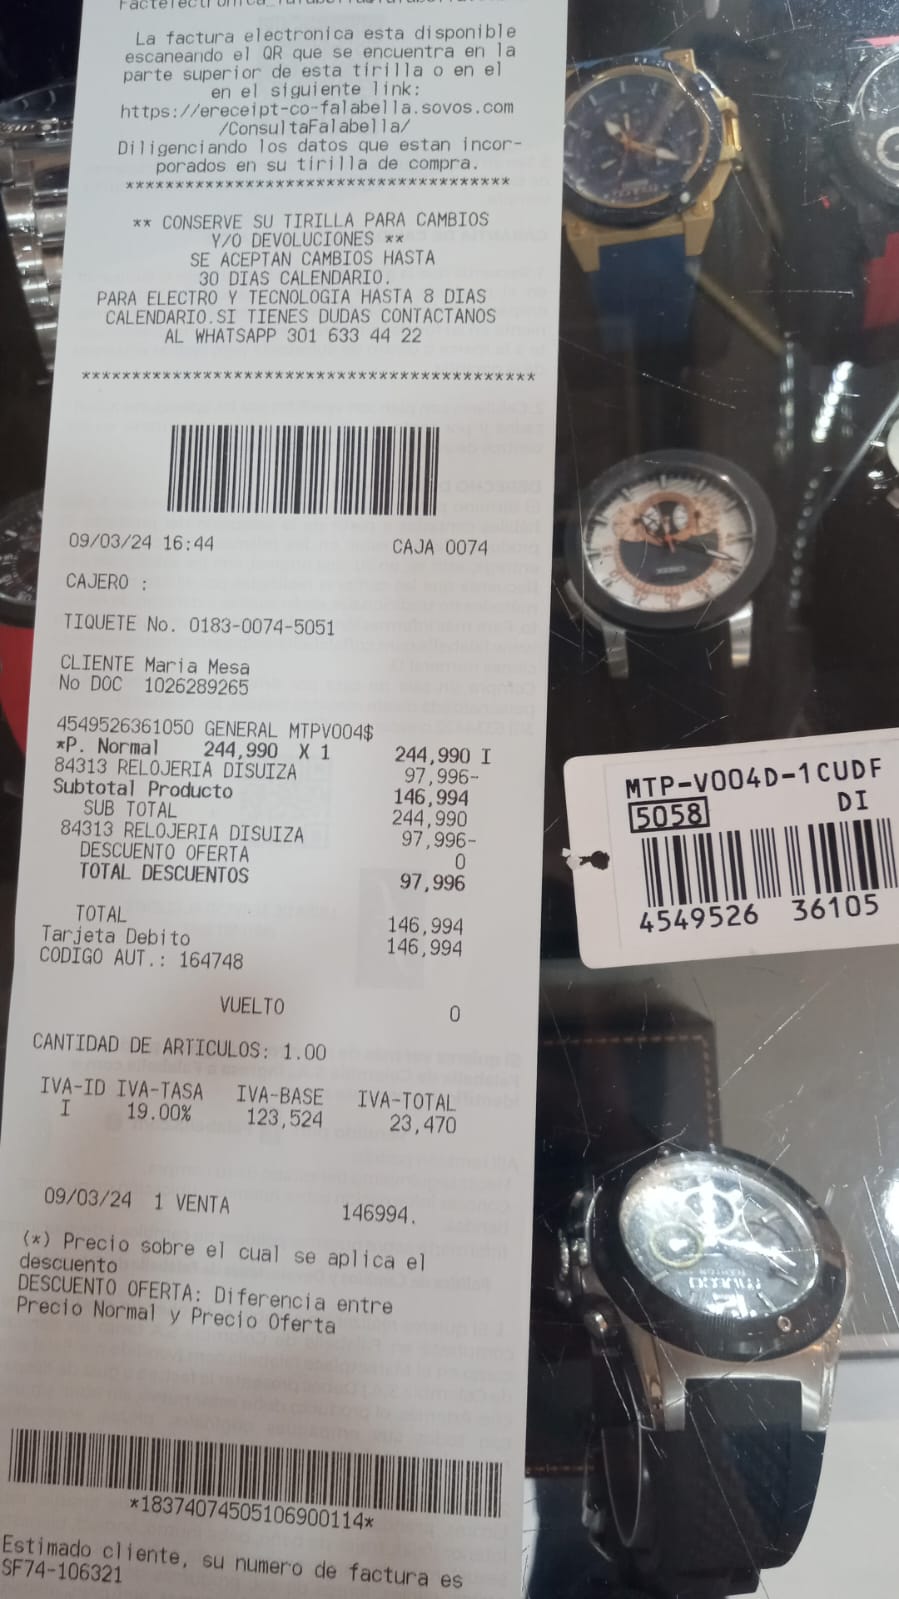 La factura electronica esta disponible
escaneando el QR que se encuentra en la
parte superior de esta tirilla o en el
en el siguiente link:
https://ereceipt-co-falabella.sovos.com
/ConsultaFalabella/
Diligenciando los datos que estan incor-
porados en su tirilla de compra.
****************************************
** CONSERVE SU TIRILLA PARA CAMBIOS
Y/O DEVOLUCIONES **
SE ACEPTAN CAMBIOS HASTA
30 DIAS CALENDARIO.
PARA ELECTRO Y TECNOLOGIA HASTA 8 DIAS
CALENDARIO.SI TIENES DUDAS CONTACTANOS
AL WHATSAPP 301 633 44 22
**********************************************
09/03/24 16:44 CAJA 0074
CAJERO :
TIQUETE No. 0183-0074-5051
CLIENTE Maria Mesa
No DOC 1026289265
4549526361050 GENERAL MTPV004$
*P. Normal 244,990 X 1 244,990 I
84313 RELOJERIA DISUIZA 97,996-
Subtotal Producto 146,994
SUB TOTAL 244,990
84313 RELOJERIA DISUIZA 97,996-
DESCUENTO OFERTA 0
TOTAL DESCUENTOS 97,996
TOTAL 146,994
Tarjeta Debito 146,994
CODIGO AUT.: 164748
VUELTO 0
CANTIDAD DE ARTICULOS: 1.00
IVA-ID IVA-TASA IVA-BASE IVA-TOTAL
I 19.00% 123,524 23,470
09/03/24 1 VENTA 146994.
(*) Precio sobre el cual se aplica el
descuento
DESCUENTO OFERTA: Diferencia entre
Precio Normal y Precio Oferta
*18374074505106900114*
Estimado cliente, su numero de factura es
SF74-106321
MTP-V004D-1CUDF
5058 DI
4549526 36105